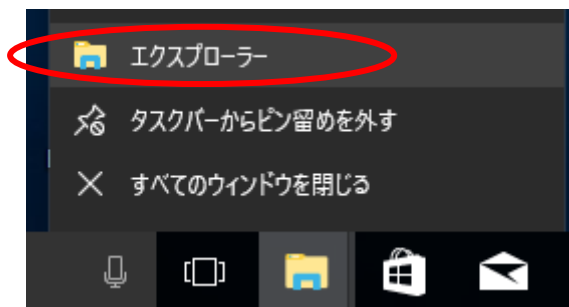 エクスプローラー
タスクバーからピン留めを外す
すべてのウィンドウを閉じる